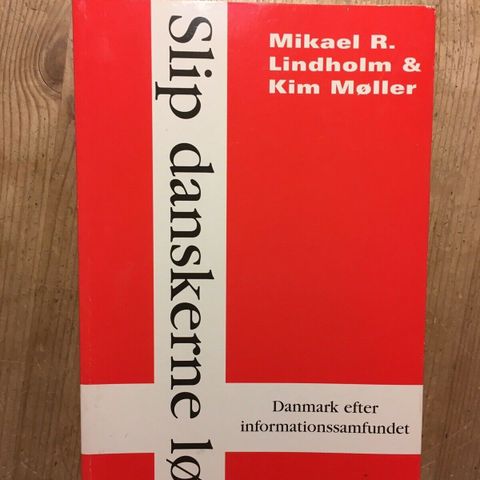 Mikael R.
Lindholm &
Kim Møller
Slip danskerne lø
Danmark efter
informationssamfundet